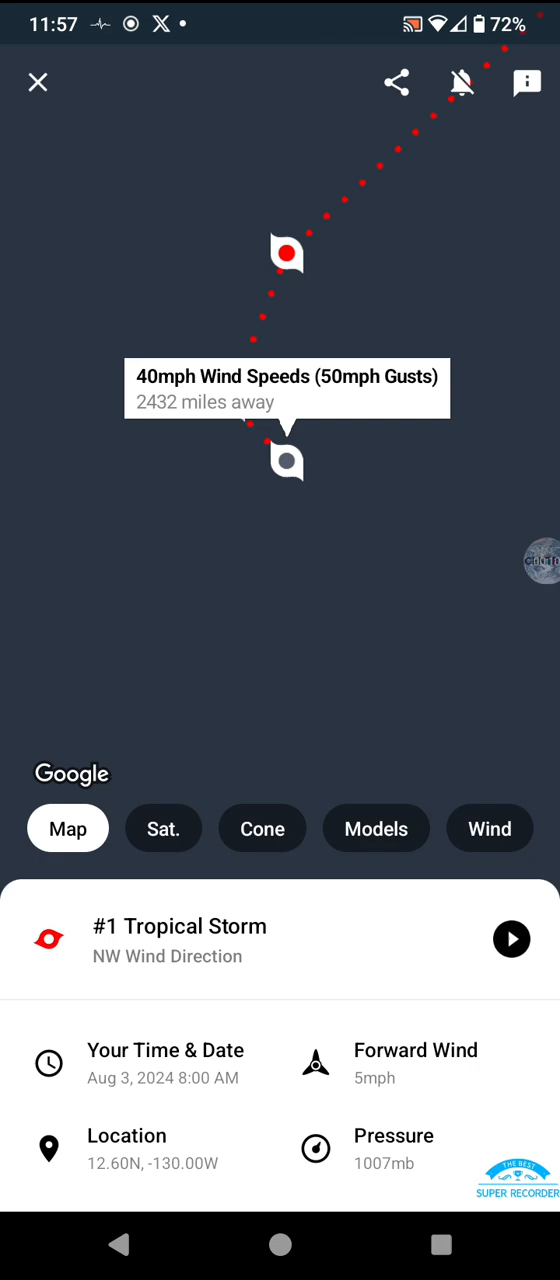 11:57
72%
40mph Wind Speeds (50mph Gusts)
2432 miles away
Google
Map
Sat.
Cone
Models
Wind
#1 Tropical Storm
NW Wind Direction
Your Time & Date
Aug 3, 2024 8:00 AM
Forward Wind
5mph
Location
12.60N, -130.00W
Pressure
1007mb
THE BEST
SUPER RECORDER